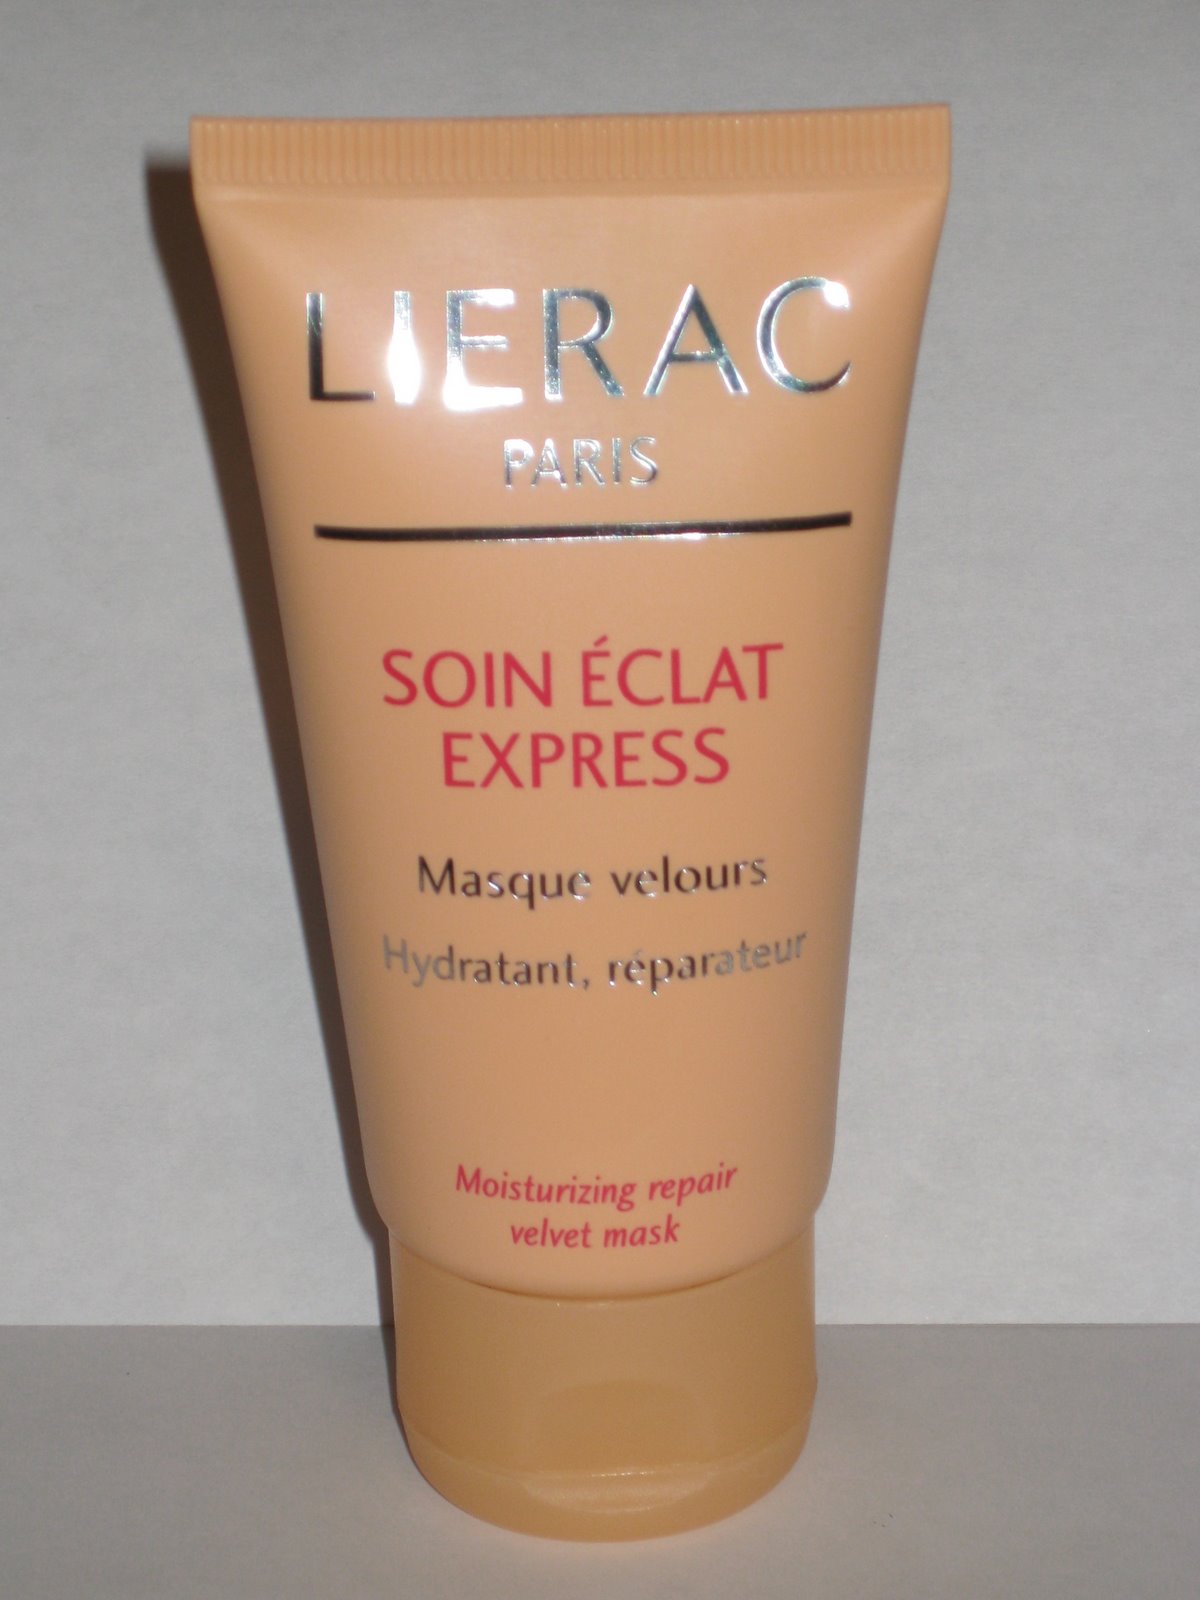 LIERAC
PARIS
SOIN ÉCLAT
EXPRESS
Masque velours
Hydratant, réparateur
Moisturizing repair
velvet mask